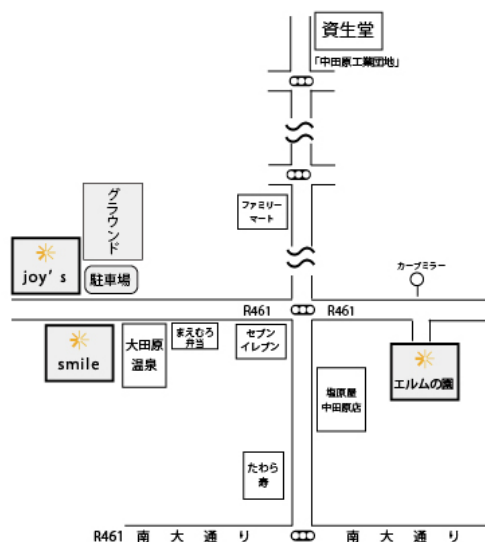 資生堂
「中田原工業団地」
ファミリー
マート
グラウンド
joy's
駐車場
カーブミラー
R461
R461
smile
大田原
温泉
まえむろ
弁当
セブン
イレブン
エルムの園
塩原屋
中田原店
たわら
寿
R461 南大通り
南大通り